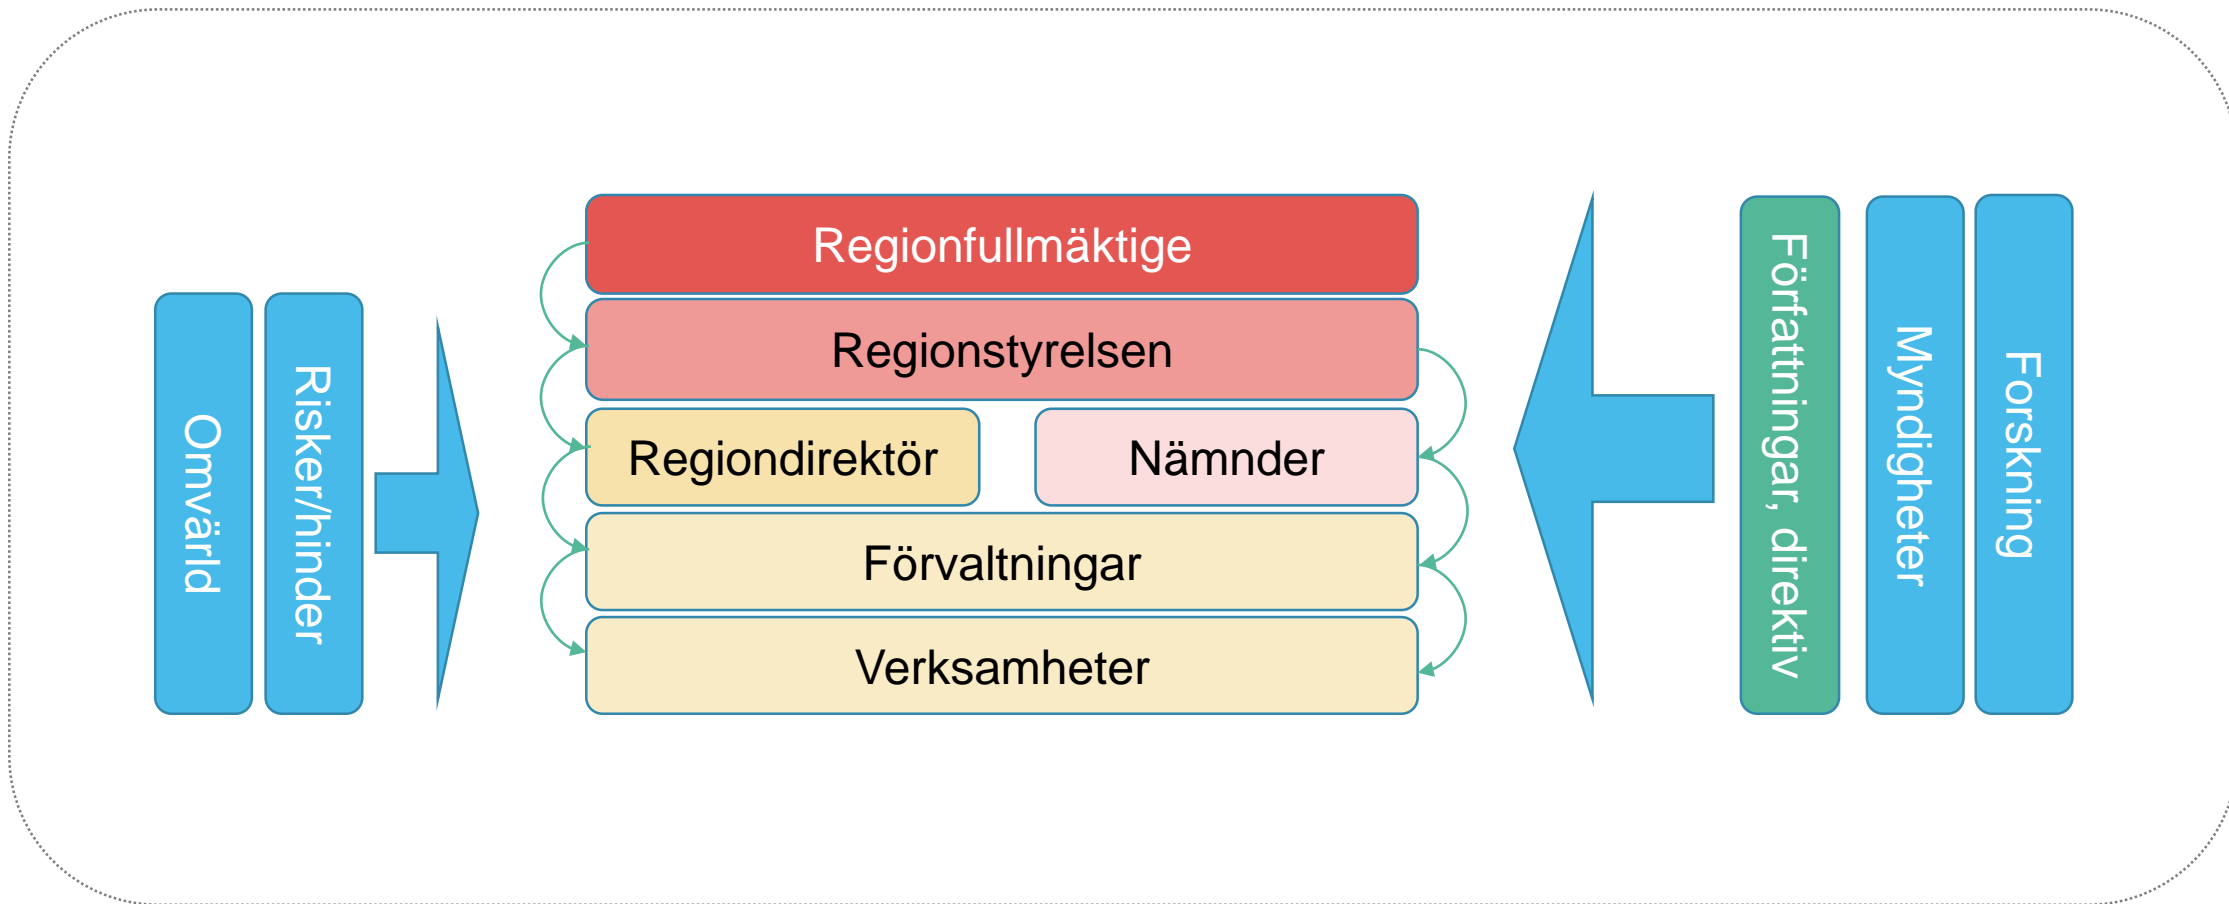 Omvärld
Risker/hinder
Regionfullmäktige
Regionstyrelsen
Regiondirektör
Nämnder
Förvaltningar
Verksamheter
Författningar, direktiv
Myndigheter
Forskning